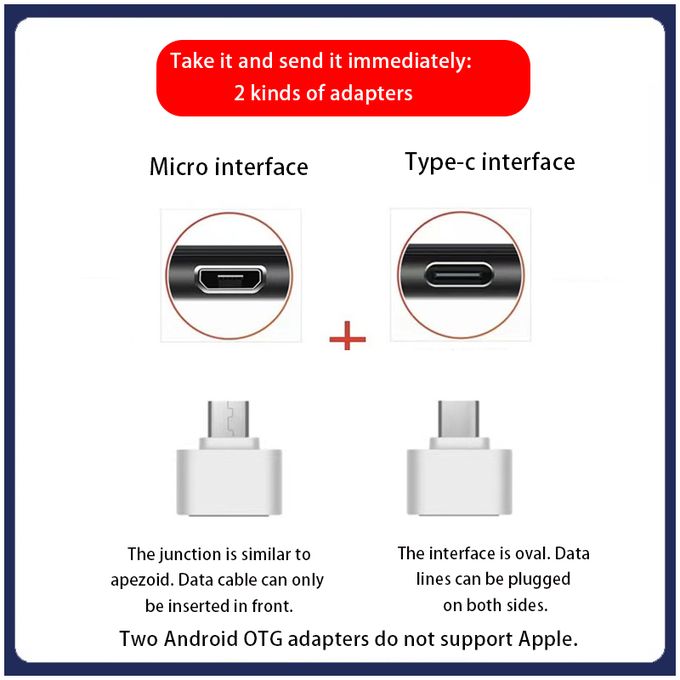 Take it and send it immediately:
2 kinds of adapters
Micro interface
Type-c interface
The junction is similar to
apezoid. Data cable can only
be inserted in front.
The interface is oval. Data
lines can be plugged
on both sides.
Two Android OTG adapters do not support Apple.